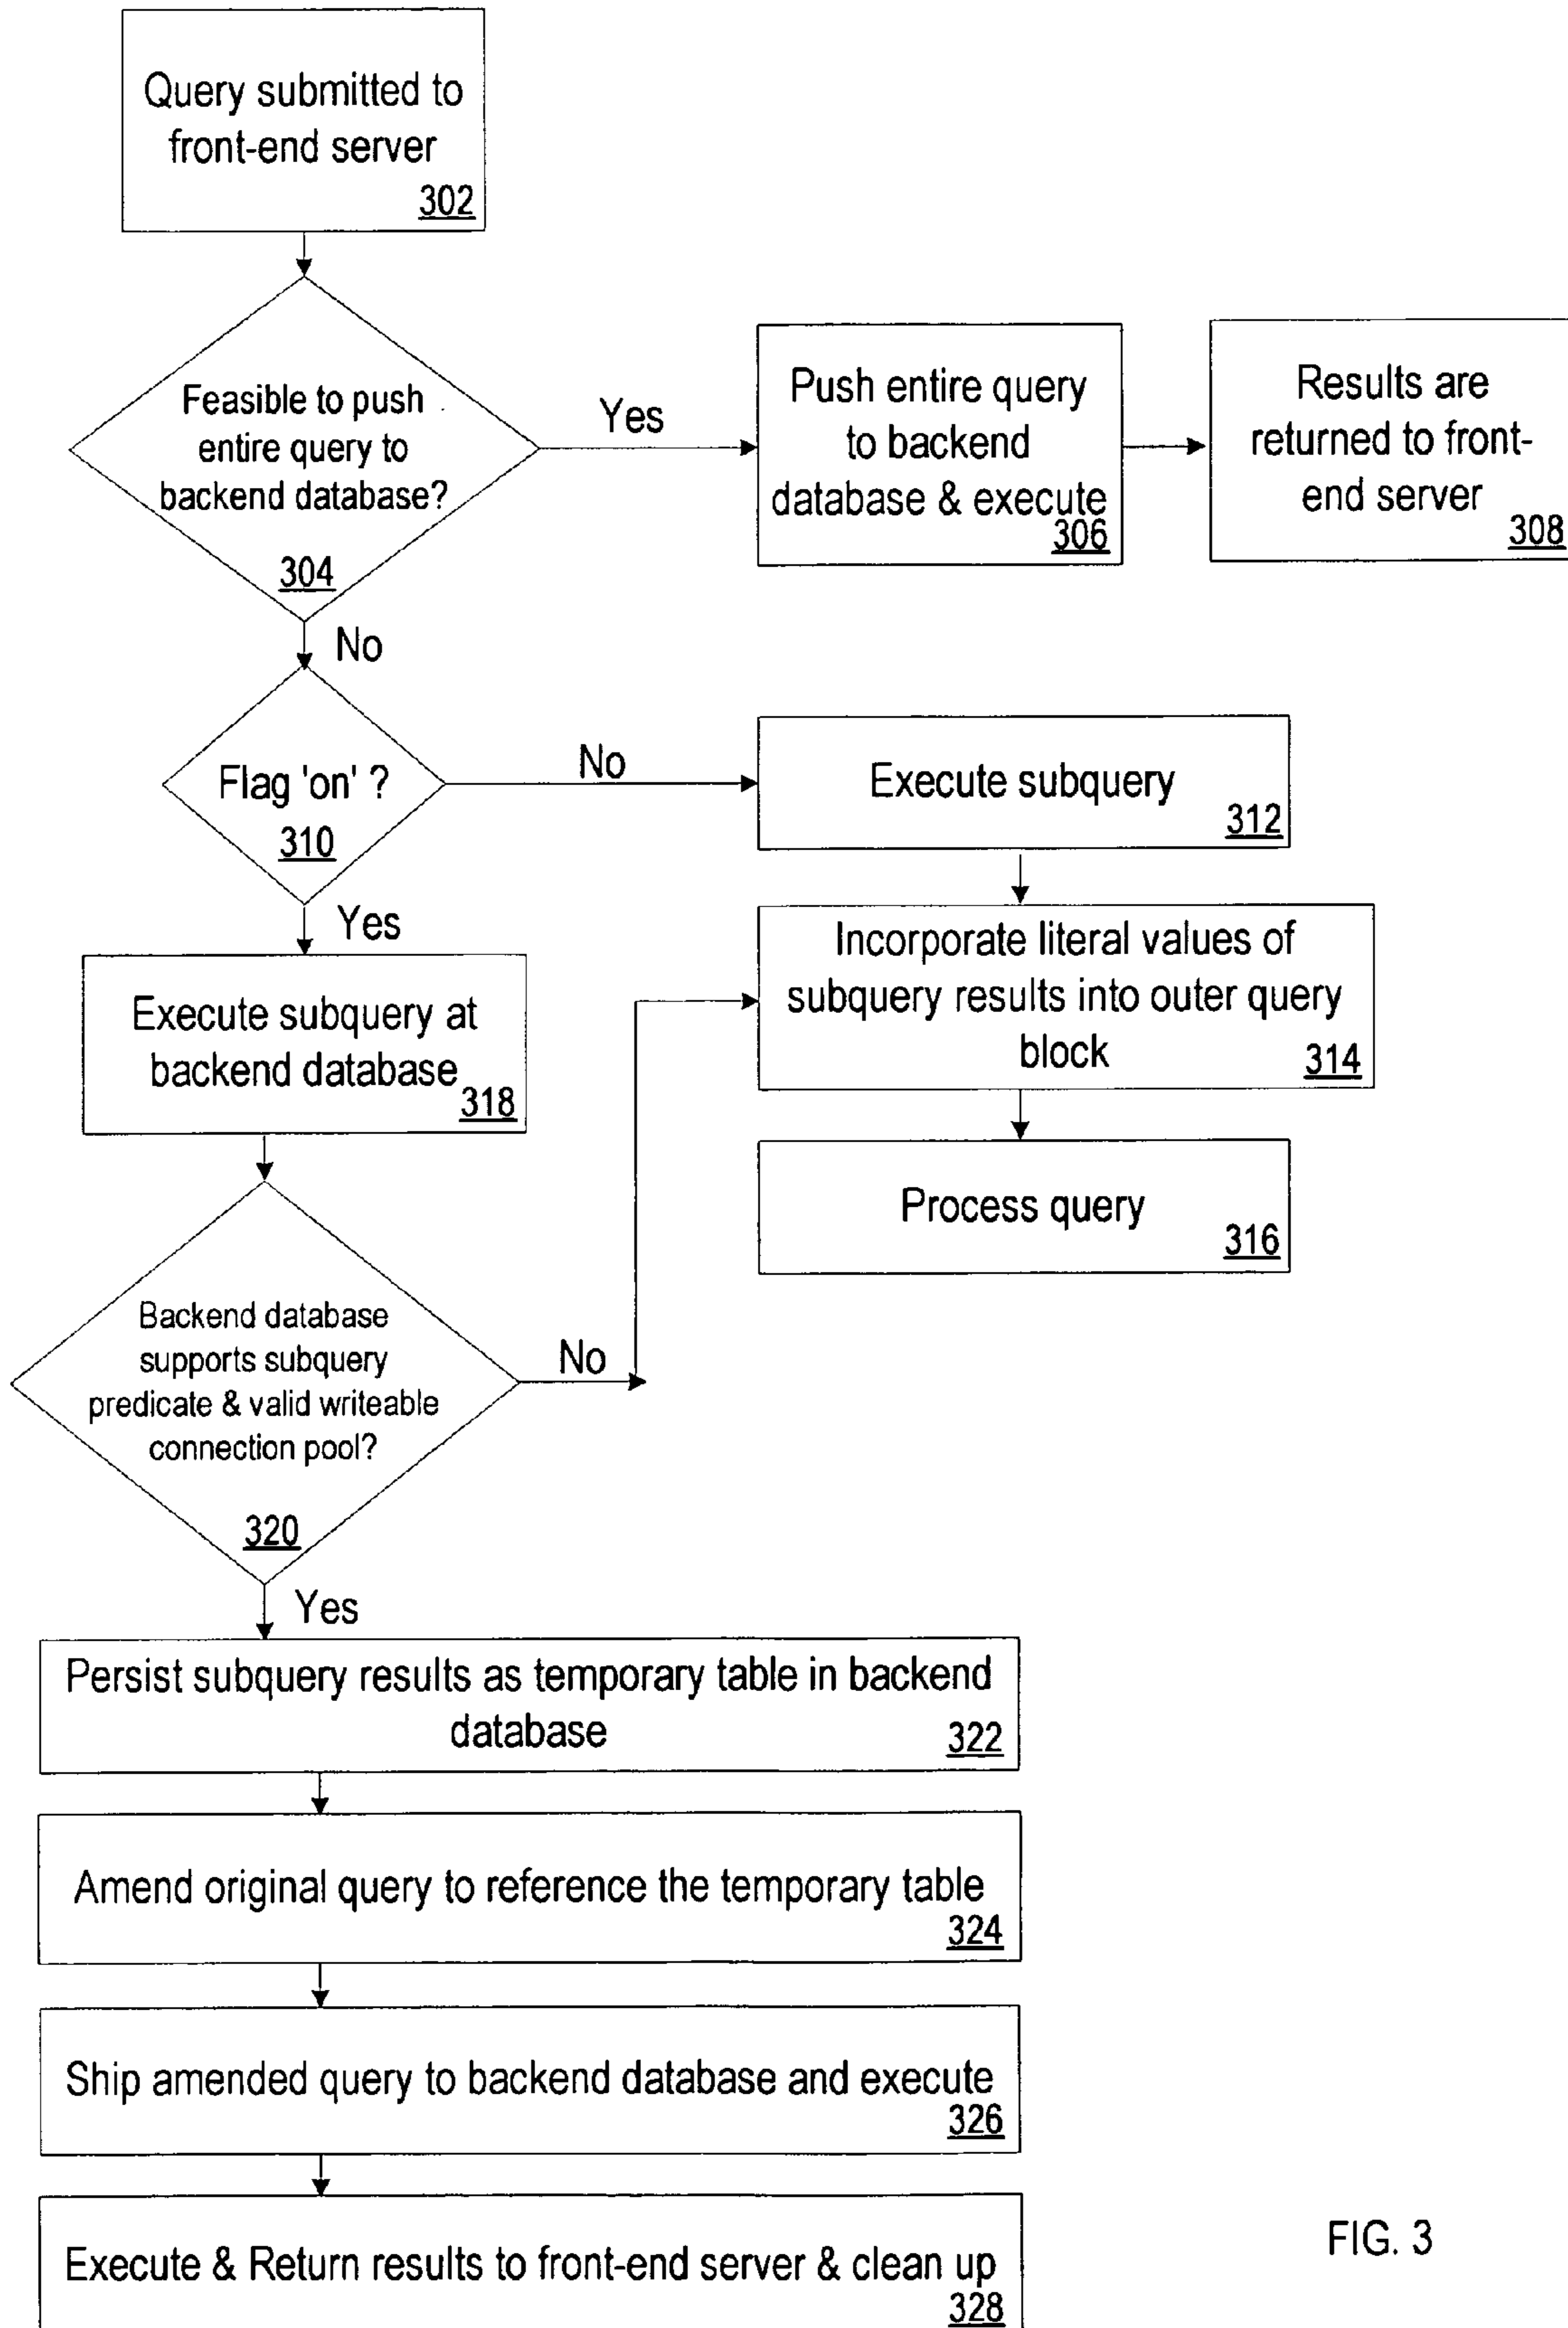 Query submitted to
front-end server
302
Feasible to push
entire query to
backend database?
304
Yes
Push entire query
to backend
database & execute
306
Results are
returned to front-
end server
308
No
Flag 'on' ?
310
No
Execute subquery
312
Yes
Incorporate literal values of
subquery results into outer query
block
314
Execute subquery at
backend database
318
Process query
316
Backend database
supports subquery
predicate & valid writeable
connection pool?
320
No
Yes
Persist subquery results as temporary table in backend
database
322
Amend original query to reference the temporary table
324
Ship amended query to backend database and execute
326
Execute & Return results to front-end server & clean up
328
FIG. 3